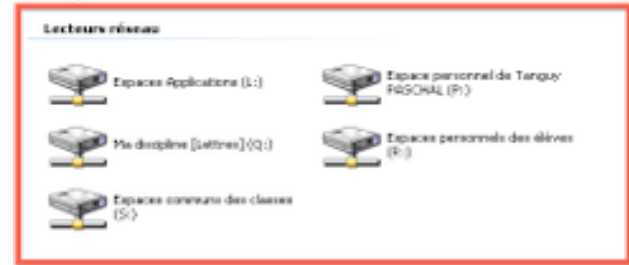 Lecteurs réseau
Espaces Applications (L:)
Espace personnel de Tanguy
PASCHAL (P:)
Ma discipline [Lettres] (Q:)
Espaces personnels des élèves
(R:)
Espaces communs des classes
(S:)